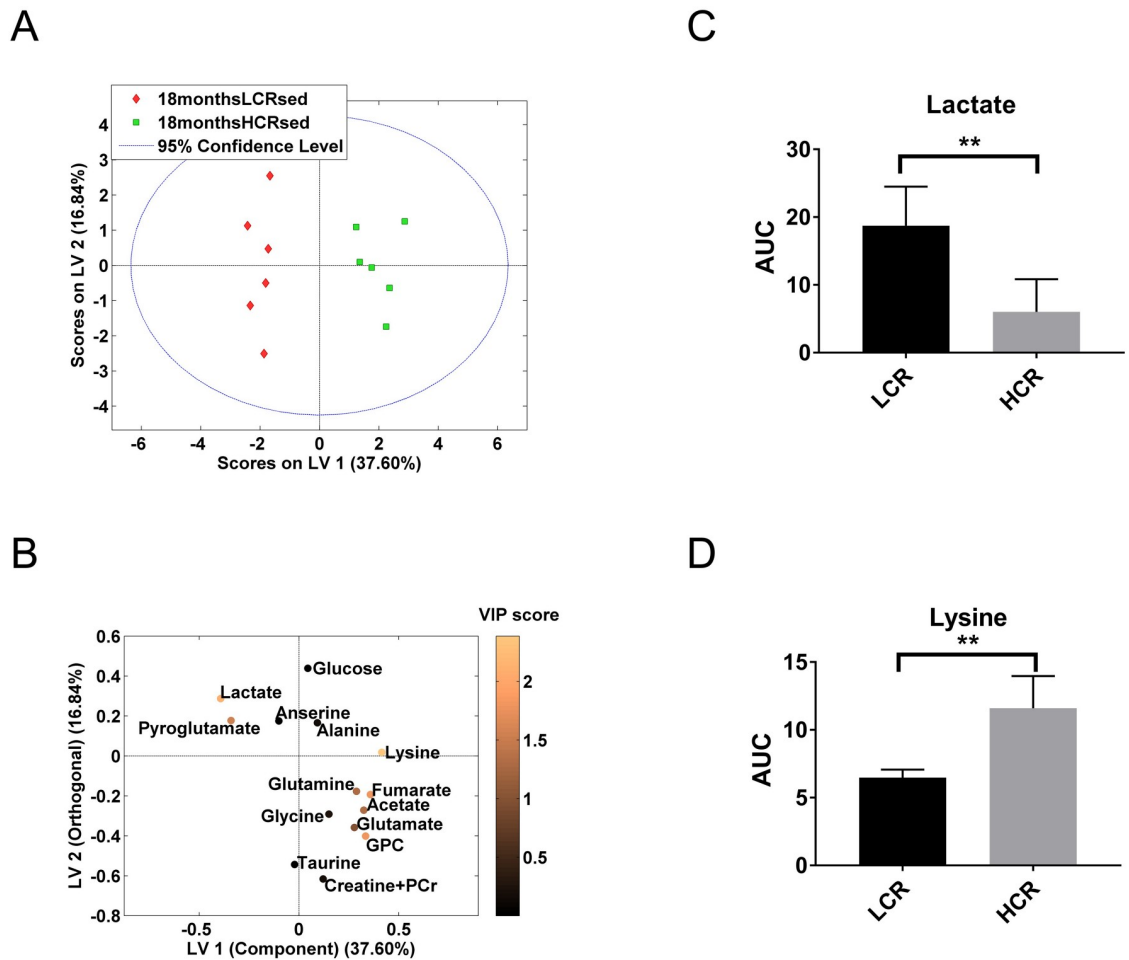 A
18monthsLCRsed
18monthsHCRsed
95% Confidence Level
Scores on LV 2 (16.84%)
4
3
2
1
0
-1
-2
-3
-4
-6
-4
-2
0
2
4
6
Scores on LV 1 (37.60%)
C
Lactate
**
AUC
30
20
10
0
LCR
HCR
B
VIP score
LV 2 (Orthogonal) (16.84%)
0.6
0.4
0.2
0
-0.2
-0.4
-0.6
-0.8
Glucose
Lactate
Anserine
Pyroglutamate
Alanine
Lysine
Glutamine
Fumarate
Acetate
Glycine
Glutamate
GPC
Taurine
Creatine+PCr
-0.5
0
0.5
LV 1 (Component) (37.60%)
2
1.5
1
0.5
D
Lysine
**
AUC
15
10
5
0
LCR
HCR